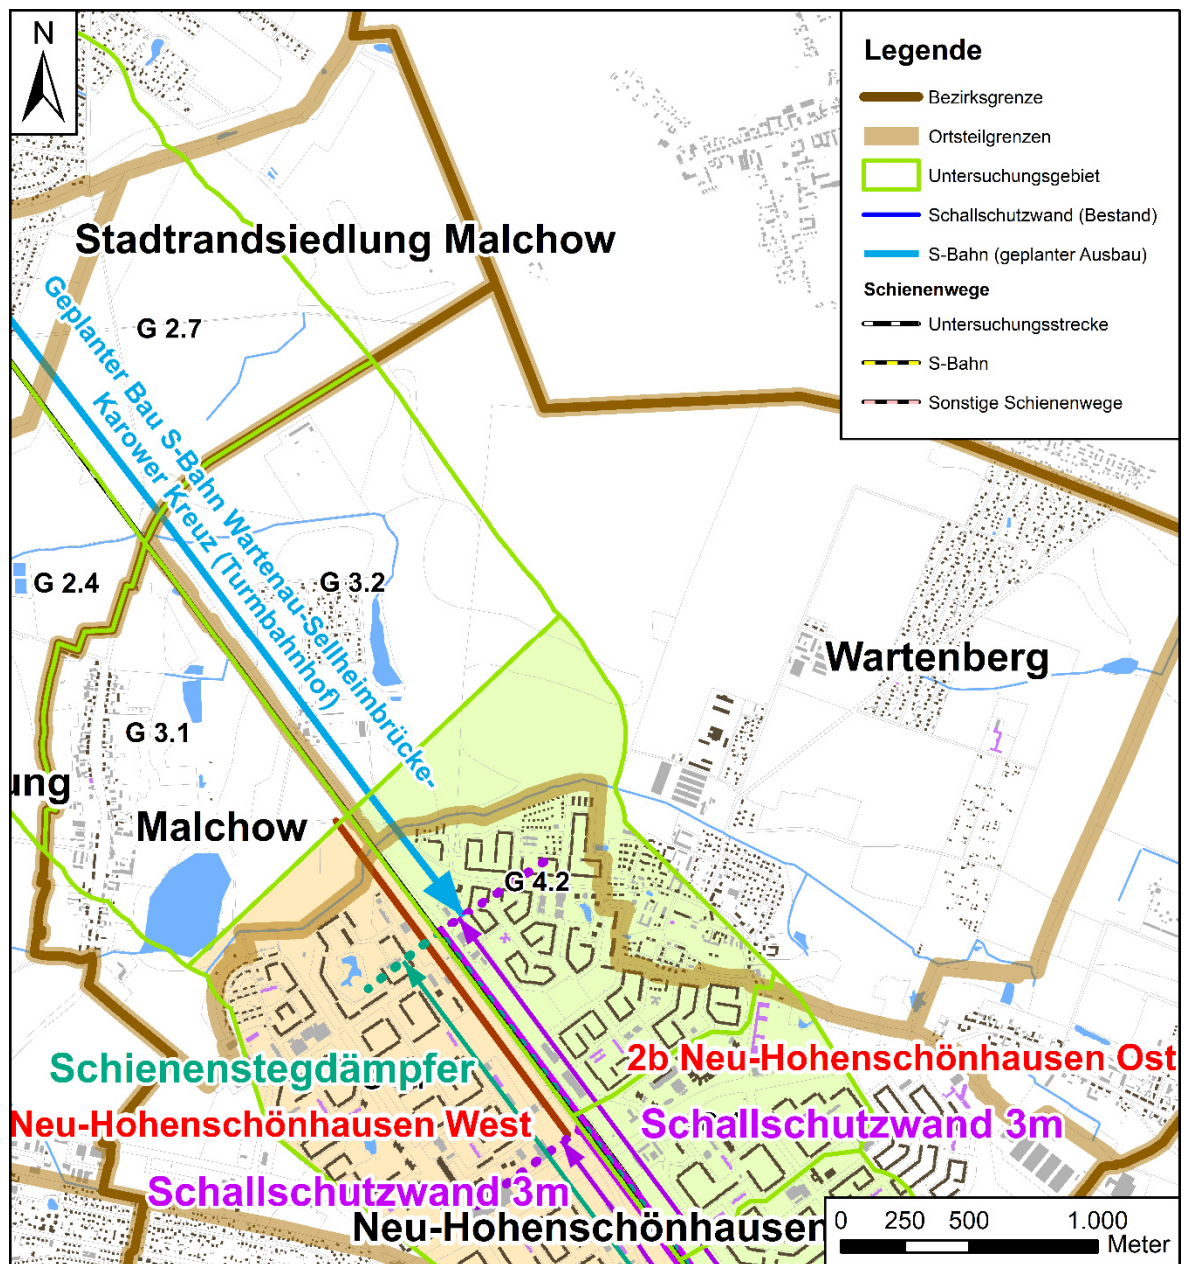 N
Legende
Bezirksgrenze
Ortsteilgrenzen
Untersuchungsgebiet
Schallschutzwand (Bestand)
S-Bahn (geplanter Ausbau)
Schienenwege
Untersuchungsstrecke
S-Bahn
Sonstige Schienenwege
Stadtrandsiedlung Malchow
G 2.7
Geplanter Bau S-Bahn Wartenau-Sellheimbrücke-
Karower Kreuz (Turmbahnhof)
G 2.4
G 3.2
Wartenberg
G 3.1
ung
Malchow
G 4.2
Schienenstegdämpfer
2b Neu-Hohenschönhausen Ost
Neu-Hohenschönhausen West
Schallschutzwand 3m
Schallschutzwand 3m
Neu-Hohenschönhausen
0 250 500 1.000
Meter